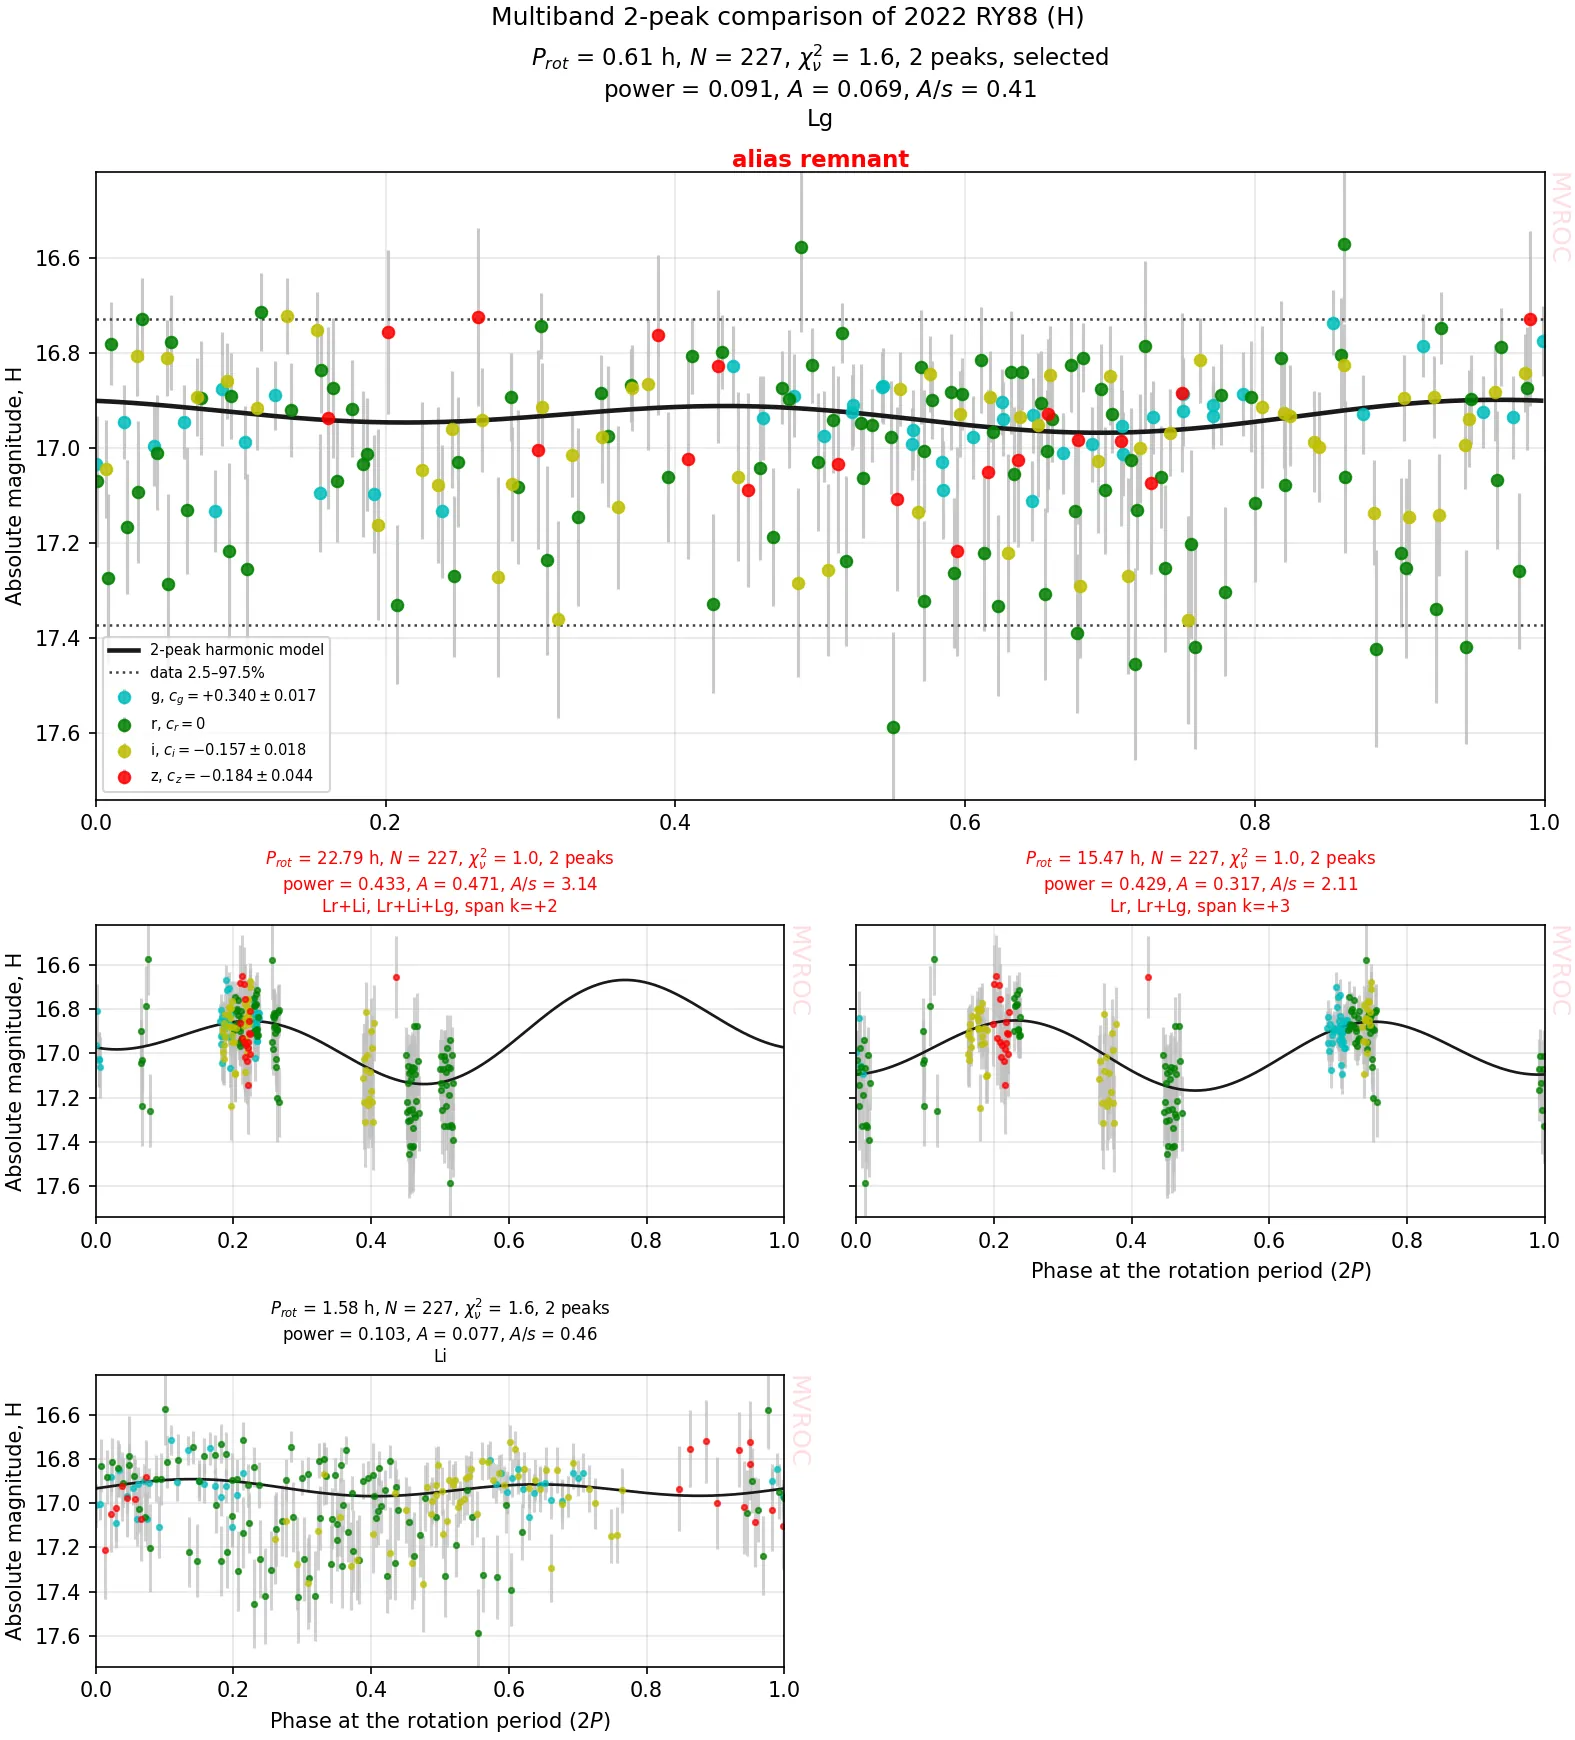 Multiband 2-peak comparison of 2022 RY88 (H)
P_rot = 0.61 h, N = 227, χ²_ν = 1.6, 2 peaks, selected
power = 0.091, A = 0.069, A/s = 0.41
Lg
alias remnant
MVROC
Absolute magnitude, H
16.6
16.8
17.0
17.2
17.4
17.6
2-peak harmonic model
data 2.5–97.5%
g, c_g = +0.340 ± 0.017
r, c_r = 0
i, c_i = −0.157 ± 0.018
z, c_z = −0.184 ± 0.044
0.0 0.2 0.4 0.6 0.8 1.0
P_rot = 22.79 h, N = 227, χ²_ν = 1.0, 2 peaks
power = 0.433, A = 0.471, A/s = 3.14
Lr+Li, Lr+Li+Lg, span k=+2
MVROC
Absolute magnitude, H
16.6
16.8
17.0
17.2
17.4
17.6
0.0 0.2 0.4 0.6 0.8 1.0
P_rot = 15.47 h, N = 227, χ²_ν = 1.0, 2 peaks
power = 0.429, A = 0.317, A/s = 2.11
Lr, Lr+Lg, span k=+3
MVROC
0.0 0.2 0.4 0.6 0.8 1.0
Phase at the rotation period (2P)
P_rot = 1.58 h, N = 227, χ²_ν = 1.6, 2 peaks
power = 0.103, A = 0.077, A/s = 0.46
Li
MVROC
Absolute magnitude, H
16.6
16.8
17.0
17.2
17.4
17.6
0.0 0.2 0.4 0.6 0.8 1.0
Phase at the rotation period (2P)